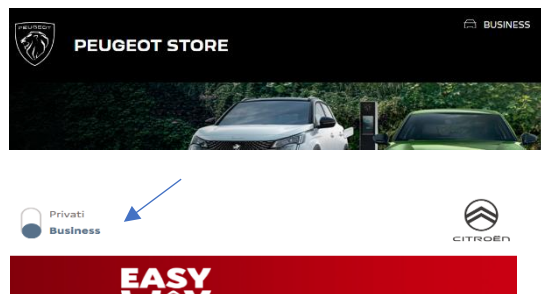 PEUGEOT
BUSINESS
PEUGEOT STORE
Privati
Business
CITROËN
EASY